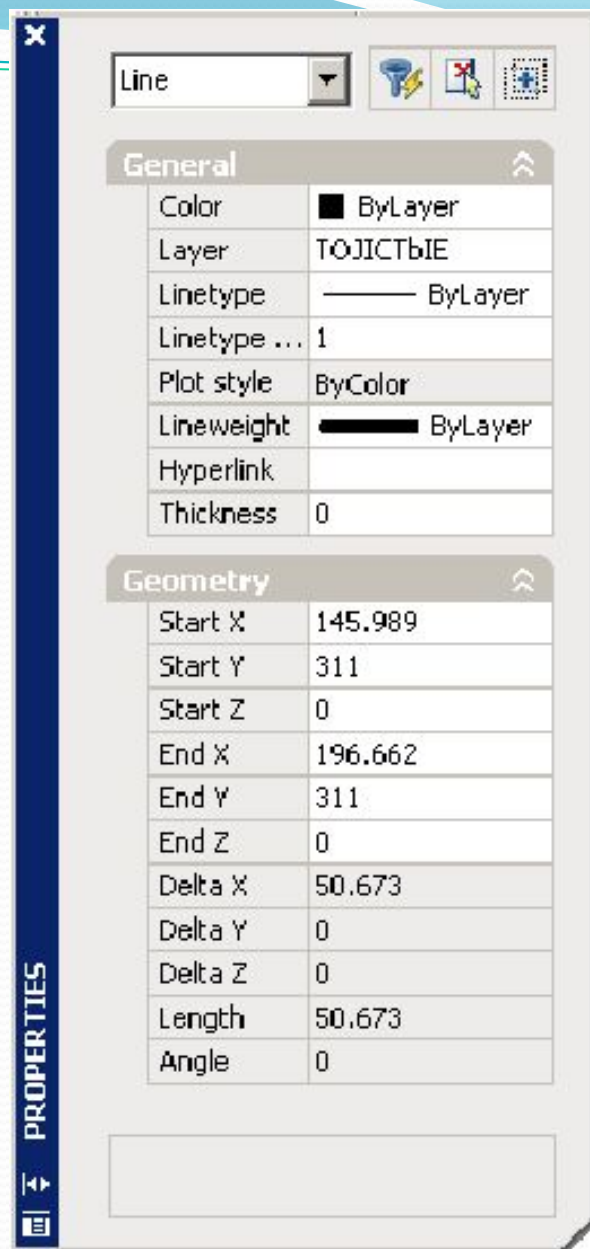 Line
General
Color ByLayer
Layer TOJICTbIE
Linetype ByLayer
Linetype ... 1
Plot style ByColor
Lineweight ByLayer
Hyperlink
Thickness 0
Geometry
Start X 145.989
Start Y 311
Start Z 0
End X 196.662
End Y 311
End Z 0
Delta X 50.673
Delta Y 0
Delta Z 0
Length 50.673
Angle 0
PROPERTIES